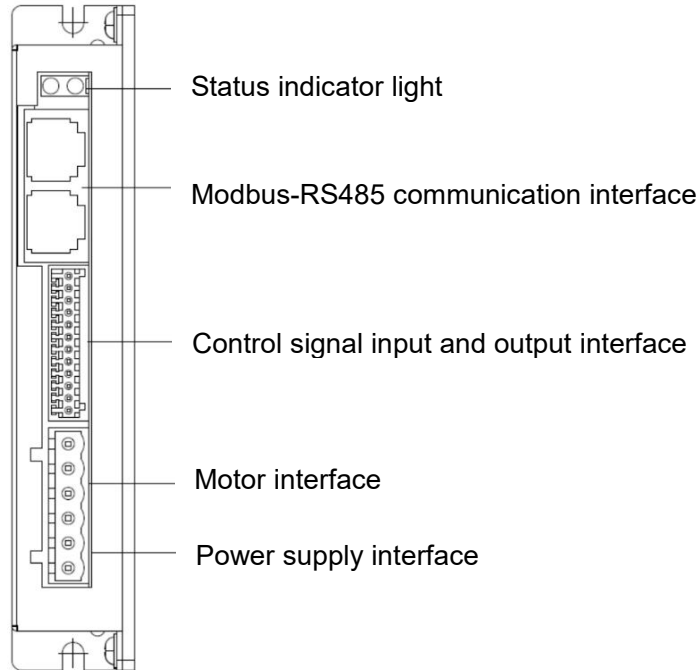 Status indicator light
Modbus-RS485 communication interface
Control signal input and output interface
Motor interface
Power supply interface